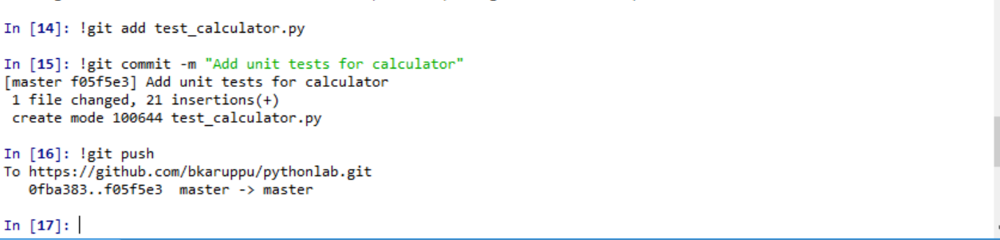 In [14]: !git add test_calculator.py
In [15]: !git commit -m "Add unit tests for calculator"
[master f05f5e3] Add unit tests for calculator
1 file changed, 21 insertions(+)
create mode 100644 test_calculator.py
In [16]: !git push
To https://github.com/bkaruppu/pythonlab.git
0fba383..f05f5e3 master -> master
In [17]: